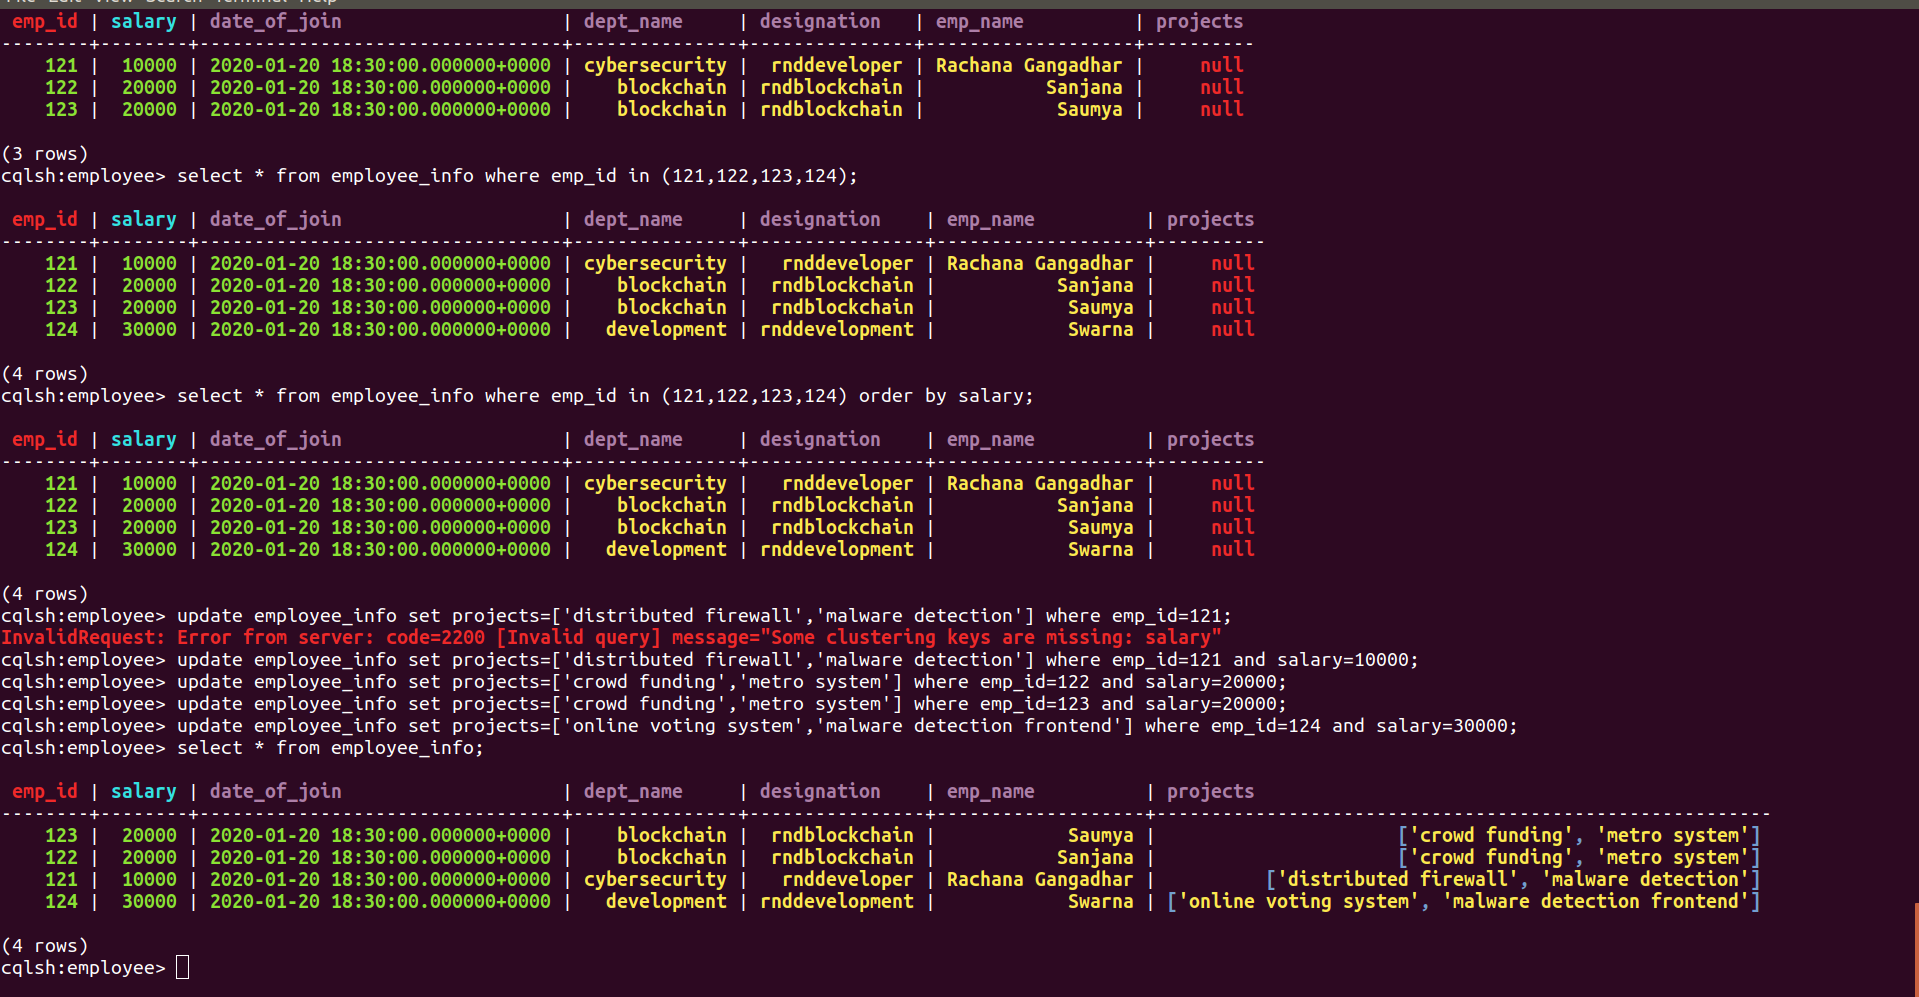 File Edit View Search Terminal Help
emp_id | salary | date_of_join | dept_name | designation | emp_name | projects
--------+--------+---------------------------------+---------------+---------------+-------------------+----------
121 | 10000 | 2020-01-20 18:30:00.000000+0000 | cybersecurity | rnddeveloper | Rachana Gangadhar | null
122 | 20000 | 2020-01-20 18:30:00.000000+0000 | blockchain | rndblockchain | Sanjana | null
123 | 20000 | 2020-01-20 18:30:00.000000+0000 | blockchain | rndblockchain | Saumya | null
(3 rows)
cqlsh:employee> select * from employee_info where emp_id in (121,122,123,124);
emp_id | salary | date_of_join | dept_name | designation | emp_name | projects
--------+--------+---------------------------------+---------------+----------------+-------------------+----------
121 | 10000 | 2020-01-20 18:30:00.000000+0000 | cybersecurity | rnddeveloper | Rachana Gangadhar | null
122 | 20000 | 2020-01-20 18:30:00.000000+0000 | blockchain | rndblockchain | Sanjana | null
123 | 20000 | 2020-01-20 18:30:00.000000+0000 | blockchain | rndblockchain | Saumya | null
124 | 30000 | 2020-01-20 18:30:00.000000+0000 | development | rnddevelopment | Swarna | null
(4 rows)
cqlsh:employee> select * from employee_info where emp_id in (121,122,123,124) order by salary;
emp_id | salary | date_of_join | dept_name | designation | emp_name | projects
--------+--------+---------------------------------+---------------+----------------+-------------------+----------
121 | 10000 | 2020-01-20 18:30:00.000000+0000 | cybersecurity | rnddeveloper | Rachana Gangadhar | null
122 | 20000 | 2020-01-20 18:30:00.000000+0000 | blockchain | rndblockchain | Sanjana | null
123 | 20000 | 2020-01-20 18:30:00.000000+0000 | blockchain | rndblockchain | Saumya | null
124 | 30000 | 2020-01-20 18:30:00.000000+0000 | development | rnddevelopment | Swarna | null
(4 rows)
cqlsh:employee> update employee_info set projects=['distributed firewall','malware detection'] where emp_id=121;
InvalidRequest: Error from server: code=2200 [Invalid query] message="Some clustering keys are missing: salary"
cqlsh:employee> update employee_info set projects=['distributed firewall','malware detection'] where emp_id=121 and salary=10000;
cqlsh:employee> update employee_info set projects=['crowd funding','metro system'] where emp_id=122 and salary=20000;
cqlsh:employee> update employee_info set projects=['crowd funding','metro system'] where emp_id=123 and salary=20000;
cqlsh:employee> update employee_info set projects=['online voting system','malware detection frontend'] where emp_id=124 and salary=30000;
cqlsh:employee> select * from employee_info;
emp_id | salary | date_of_join | dept_name | designation | emp_name | projects
--------+--------+---------------------------------+---------------+----------------+-------------------+--------------------------------------------------------
123 | 20000 | 2020-01-20 18:30:00.000000+0000 | blockchain | rndblockchain | Saumya | ['crowd funding', 'metro system']
122 | 20000 | 2020-01-20 18:30:00.000000+0000 | blockchain | rndblockchain | Sanjana | ['crowd funding', 'metro system']
121 | 10000 | 2020-01-20 18:30:00.000000+0000 | cybersecurity | rnddeveloper | Rachana Gangadhar | ['distributed firewall', 'malware detection']
124 | 30000 | 2020-01-20 18:30:00.000000+0000 | development | rnddevelopment | Swarna | ['online voting system', 'malware detection frontend']
(4 rows)
cqlsh:employee>